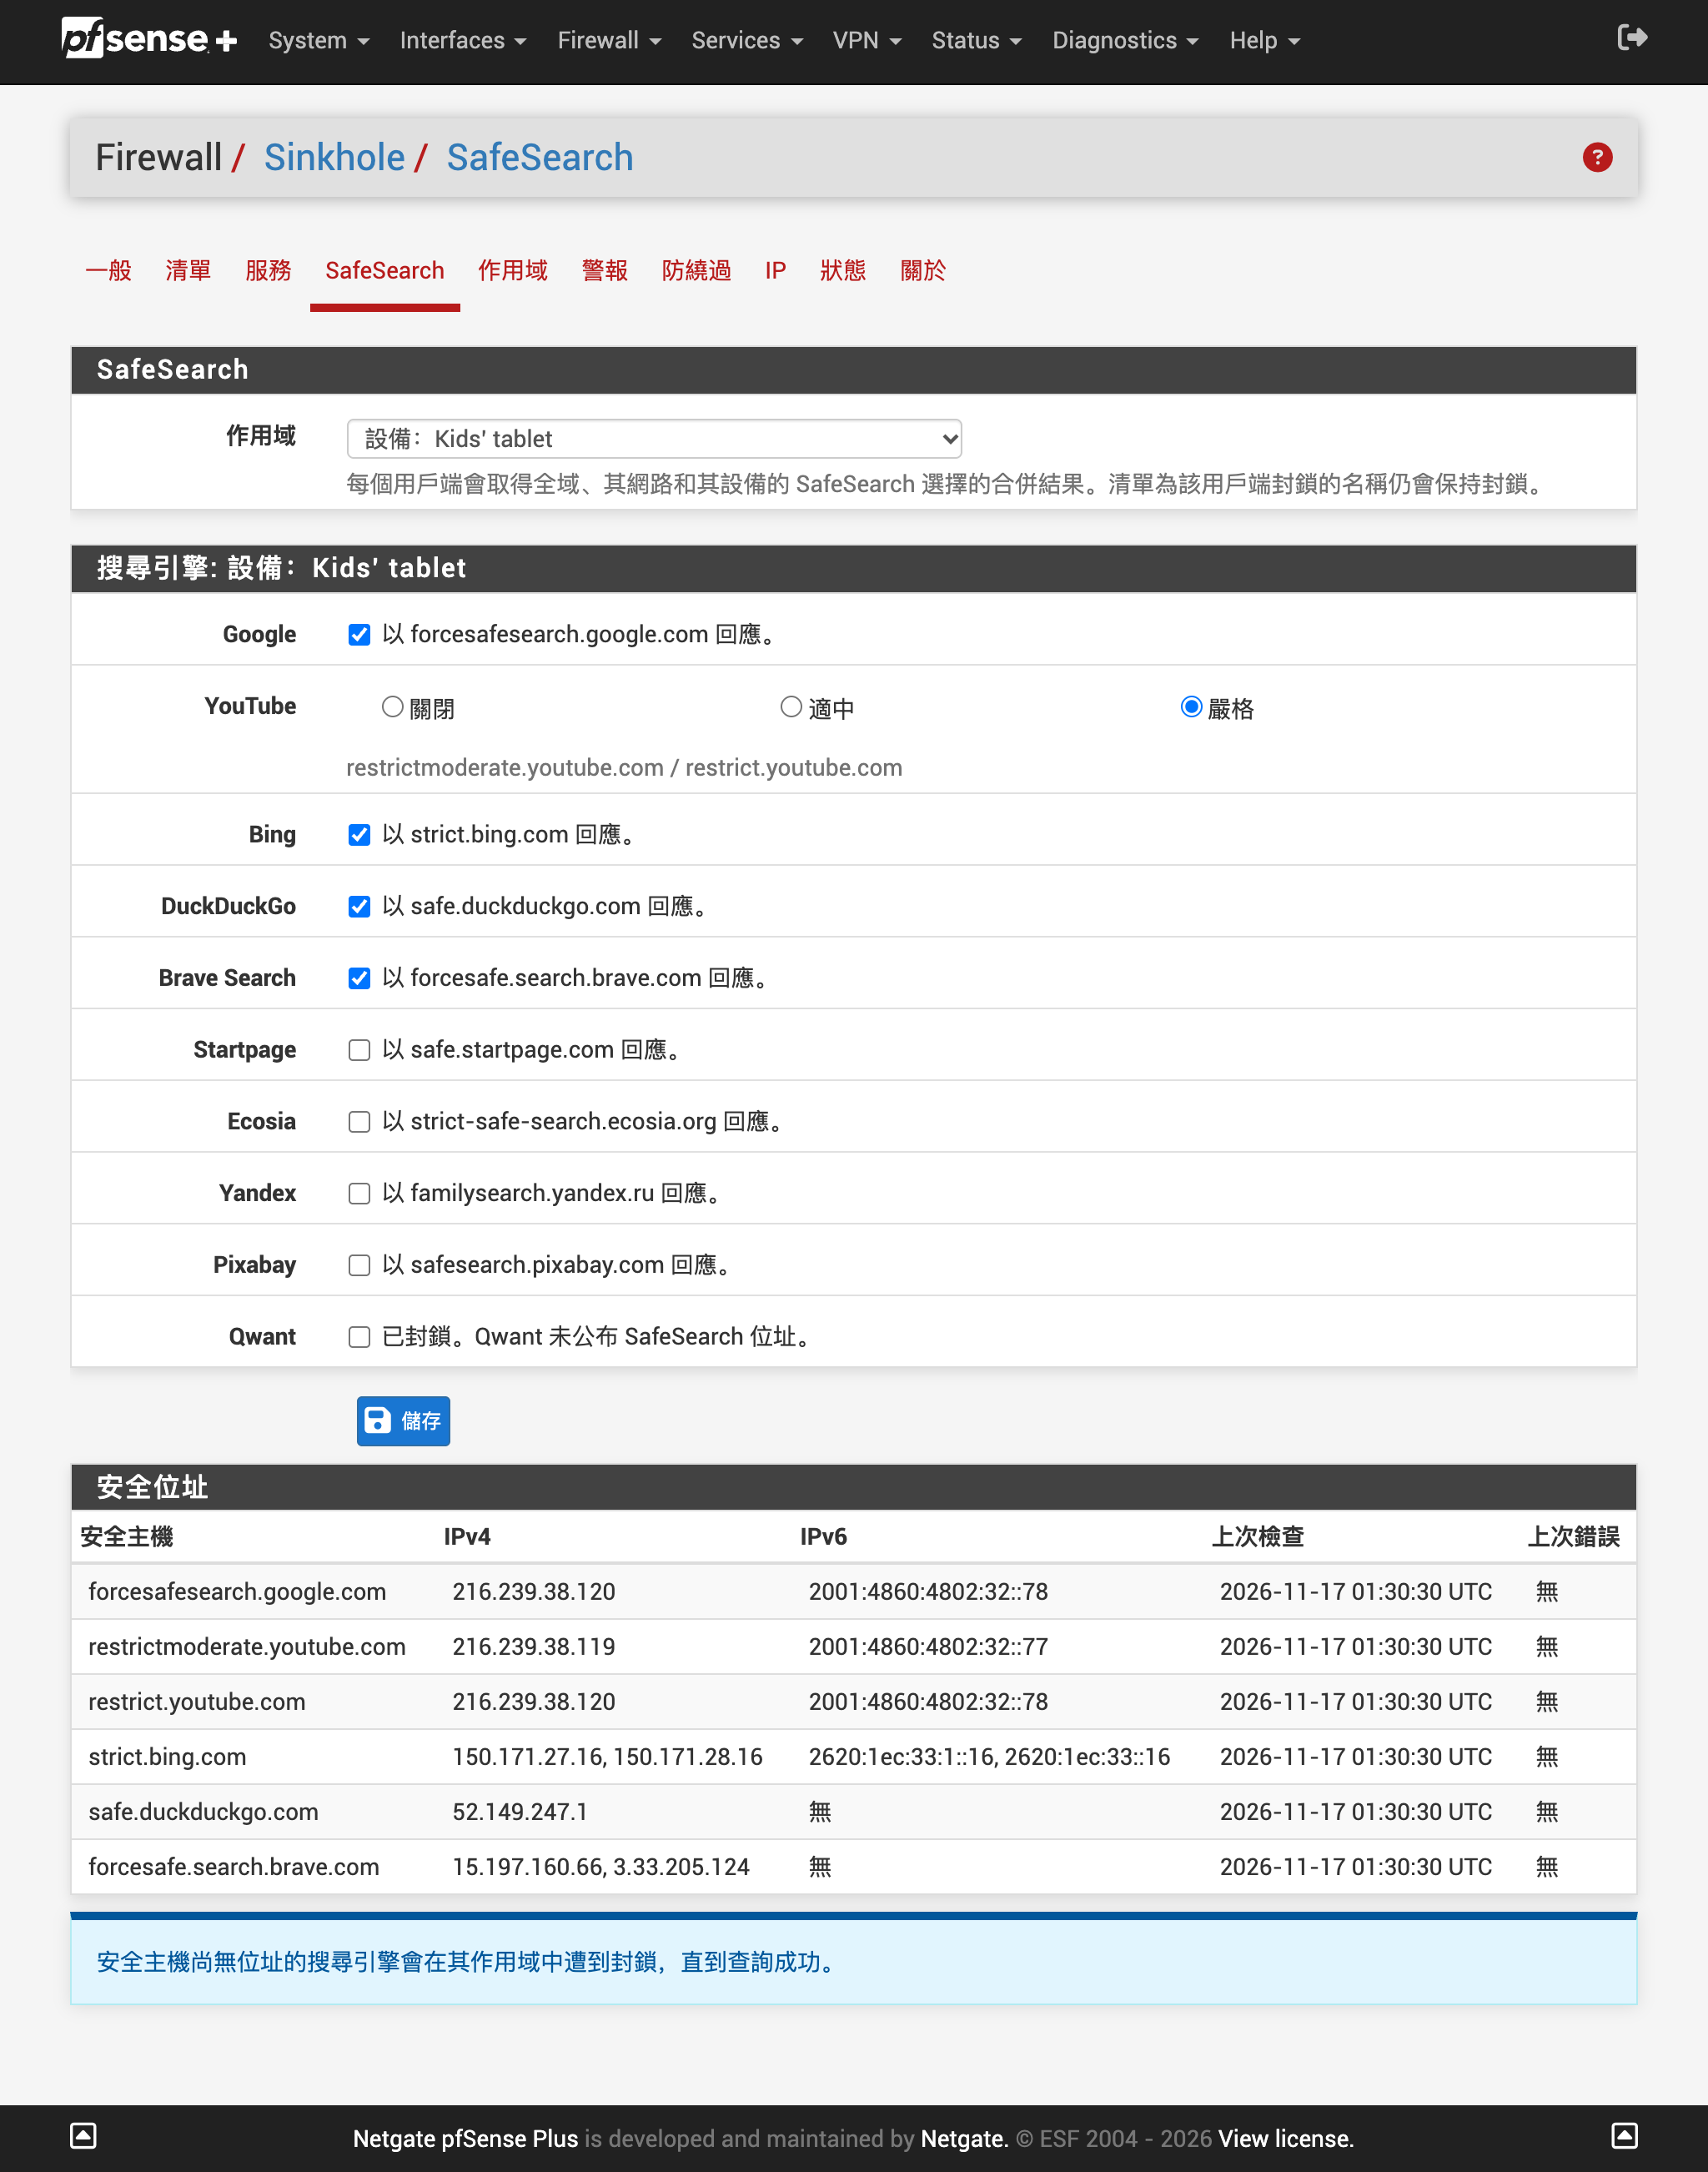 pfsense +
System
Interfaces
Firewall
Services
VPN
Status
Diagnostics
Help
Firewall / Sinkhole / SafeSearch
?
一般 清單 服務 SafeSearch 作用域 警報 防繞過 IP 狀態 關於
SafeSearch
作用域
設備：Kids' tablet
每個用戶端會取得全域、其網路和其設備的 SafeSearch 選擇的合併結果。清單為該用戶端封鎖的名稱仍會保持封鎖。
搜尋引擎: 設備：Kids' tablet
Google 以 forcesafesearch.google.com 回應。
YouTube 關閉 適中 嚴格
restrictmoderate.youtube.com / restrict.youtube.com
Bing 以 strict.bing.com 回應。
DuckDuckGo 以 safe.duckduckgo.com 回應。
Brave Search 以 forcesafe.search.brave.com 回應。
Startpage 以 safe.startpage.com 回應。
Ecosia 以 strict-safe-search.ecosia.org 回應。
Yandex 以 familysearch.yandex.ru 回應。
Pixabay 以 safesearch.pixabay.com 回應。
Qwant 已封鎖。Qwant 未公布 SafeSearch 位址。
儲存
安全位址
安全主機 IPv4 IPv6 上次檢查 上次錯誤
forcesafesearch.google.com 216.239.38.120 2001:4860:4802:32::78 2026-11-17 01:30:30 UTC 無
restrictmoderate.youtube.com 216.239.38.119 2001:4860:4802:32::77 2026-11-17 01:30:30 UTC 無
restrict.youtube.com 216.239.38.120 2001:4860:4802:32::78 2026-11-17 01:30:30 UTC 無
strict.bing.com 150.171.27.16, 150.171.28.16 2620:1ec:33:1::16, 2620:1ec:33::16 2026-11-17 01:30:30 UTC 無
safe.duckduckgo.com 52.149.247.1 無 2026-11-17 01:30:30 UTC 無
forcesafe.search.brave.com 15.197.160.66, 3.33.205.124 無 2026-11-17 01:30:30 UTC 無
安全主機尚無位址的搜尋引擎會在其作用域中遭到封鎖，直到查詢成功。
Netgate pfSense Plus is developed and maintained by Netgate. © ESF 2004 - 2026 View license.